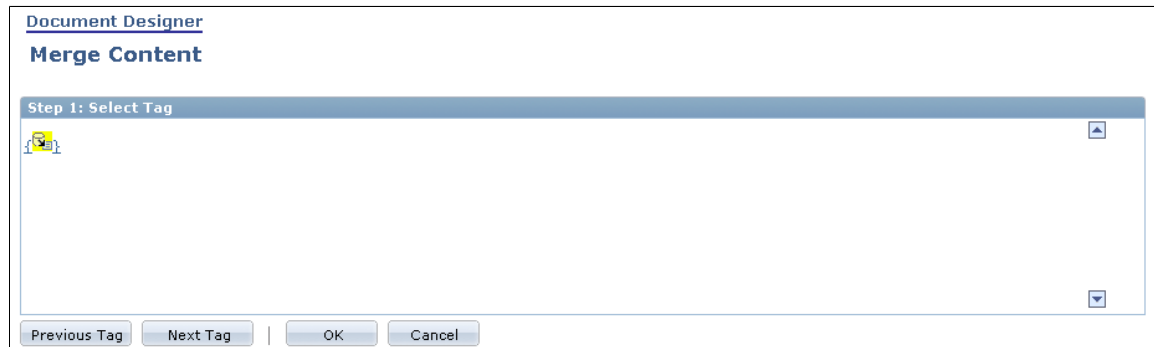 Document Designer
Merge Content
Step 1: Select Tag
{}
Previous Tag Next Tag | OK Cancel